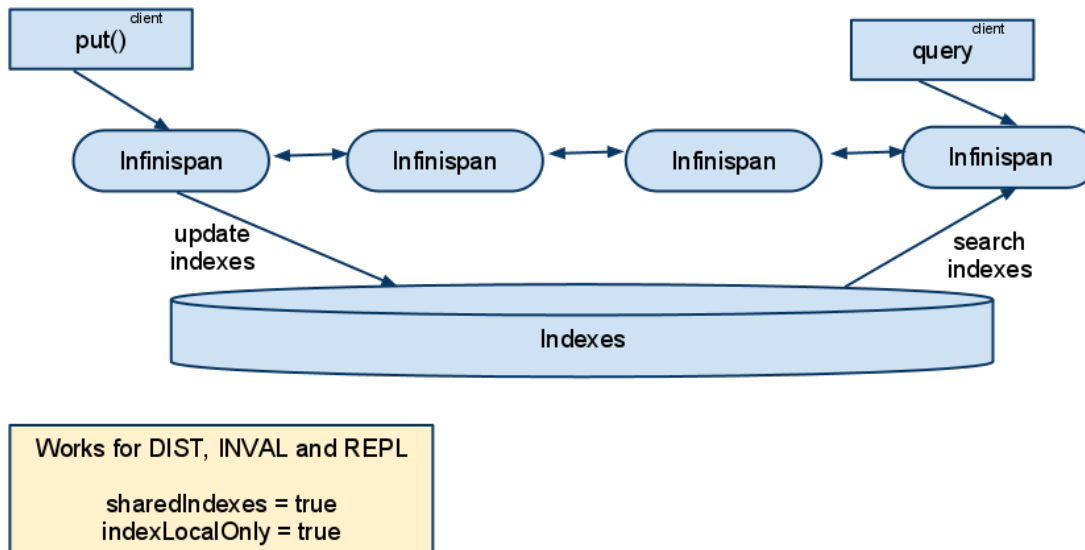 client
put()
client
query
Infinispan
Infinispan
Infinispan
Infinispan
update
indexes
search
indexes
Indexes
Works for DIST, INVAL and REPL
sharedIndexes = true
indexLocalOnly = true